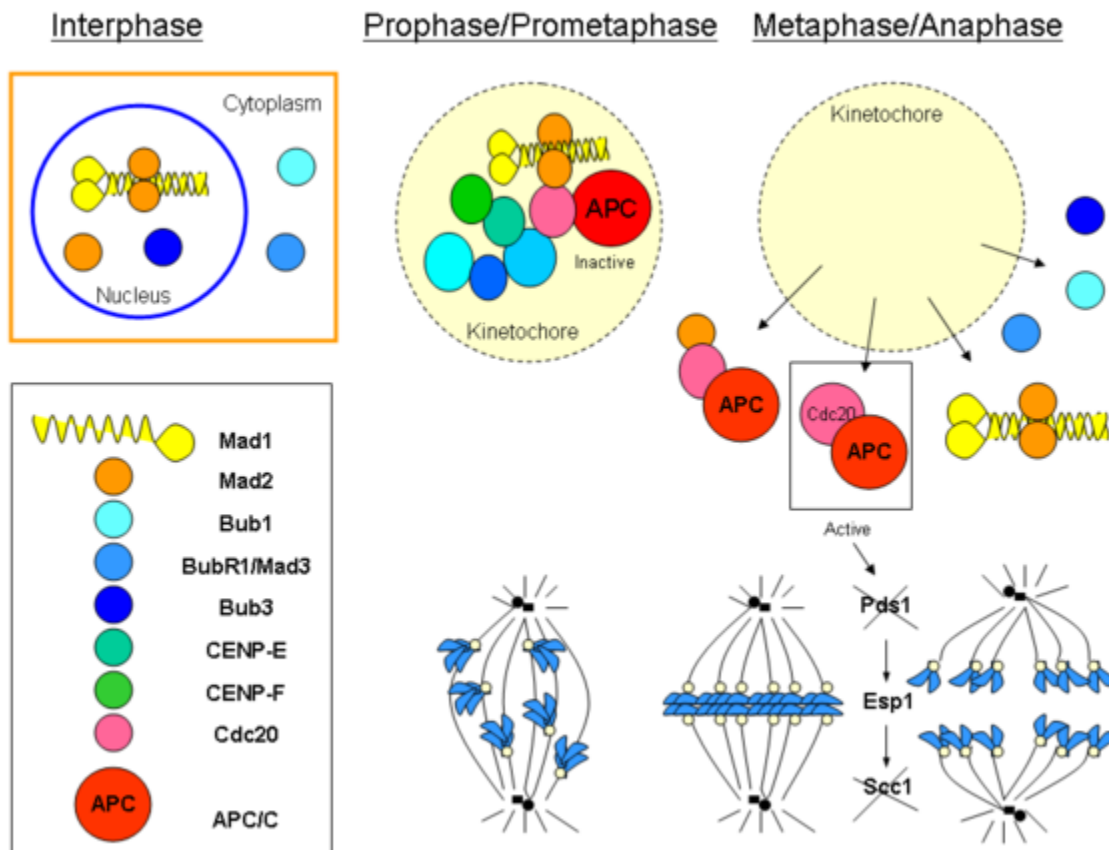 Interphase
Prophase/Prometaphase
Metaphase/Anaphase
Cytoplasm
Nucleus
APC
Inactive
Kinetochore
Kinetochore
APC
Cdc20
APC
Active
Mad1
Mad2
Bub1
BubR1/Mad3
Bub3
CENP-E
CENP-F
Cdc20
APC
APC/C
Pds1
Esp1
Scc1